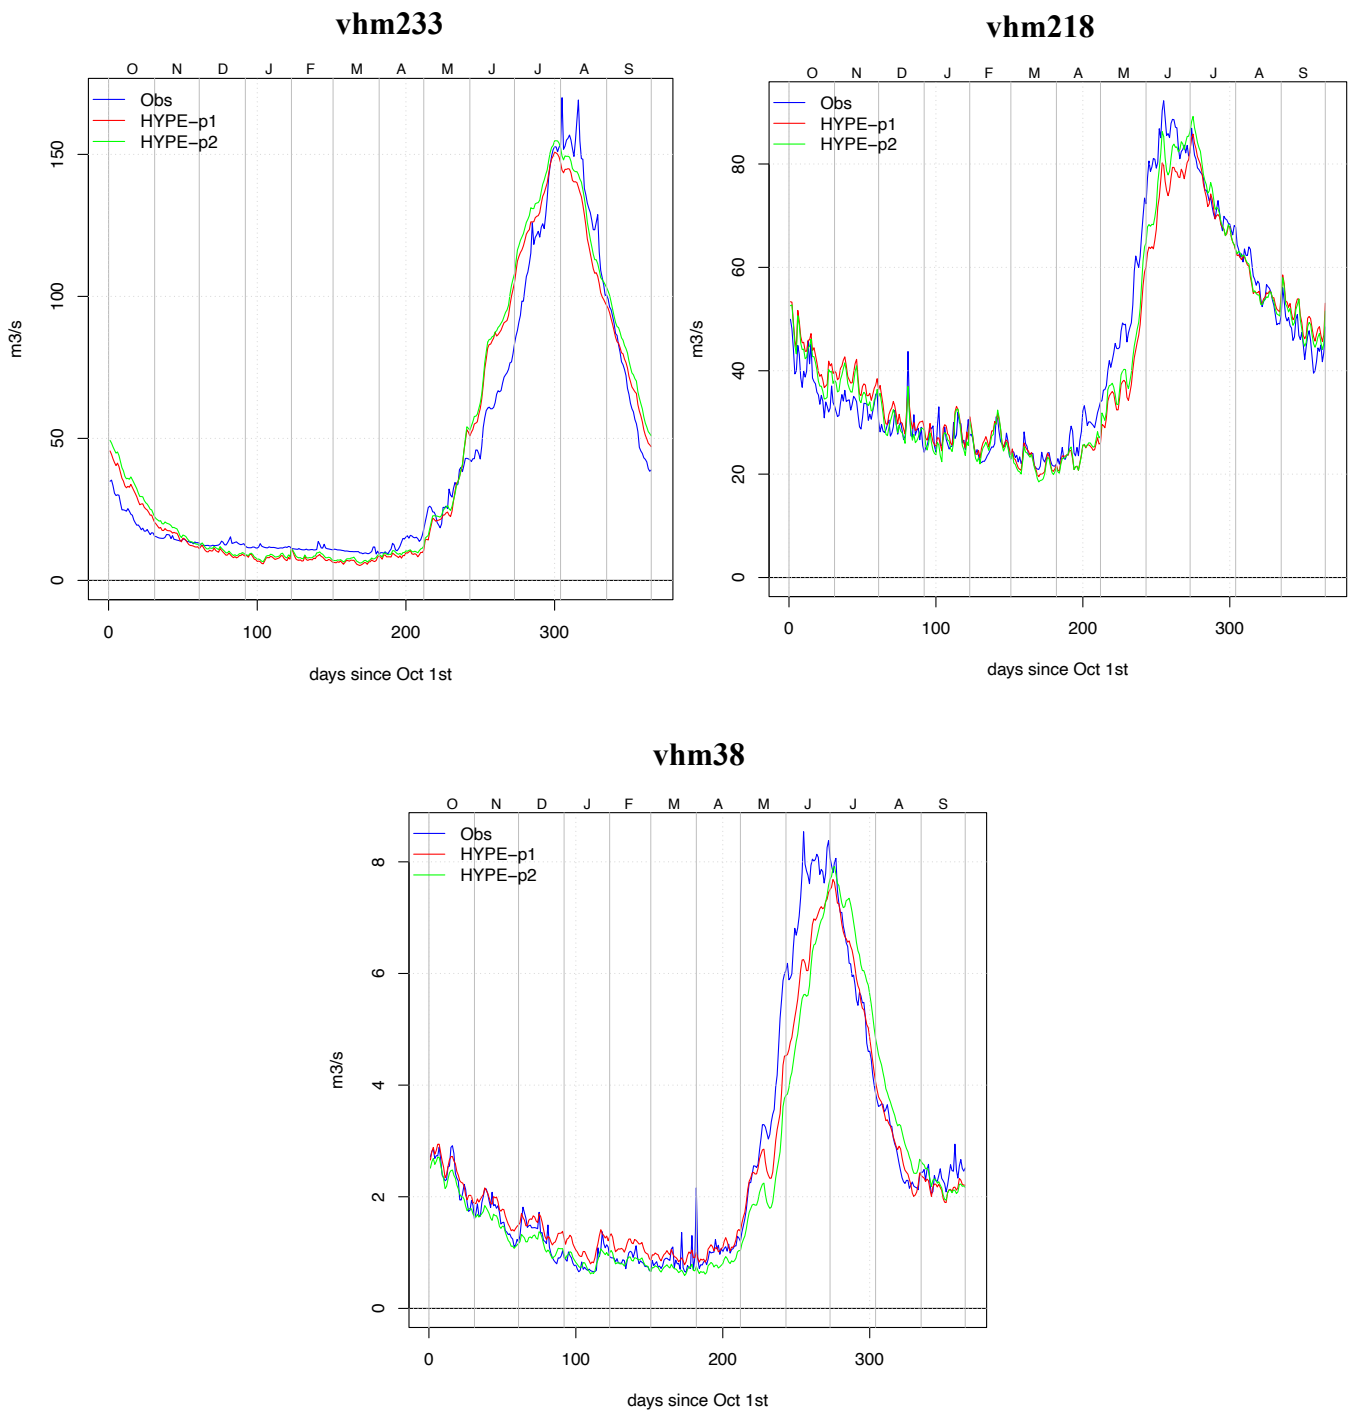 vhm233
O N D J F M A M J J A S
Obs
HYPE–p1
HYPE–p2
m3/s
0 50 100 150
0 100 200 300
days since Oct 1st
vhm218
O N D J F M A M J J A S
Obs
HYPE–p1
HYPE–p2
m3/s
0 20 40 60 80
0 100 200 300
days since Oct 1st
vhm38
O N D J F M A M J J A S
Obs
HYPE–p1
HYPE–p2
m3/s
0 2 4 6 8
0 100 200 300
days since Oct 1st